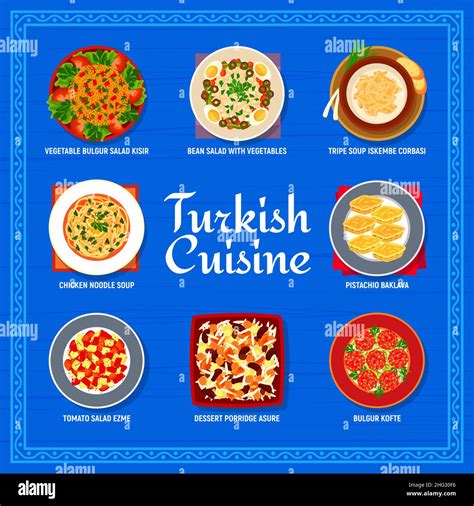 alamy
VEGETABLE BULGUR SALAD KISIR
BEAN SALAD WITH VEGETABLES
TRIPE SOUP ISKEMBE CORBASI
CHICKEN NOODLE SOUP
Turkish
Cuisine
PISTACHIO BAKLAVA
TOMATO SALAD EZME
DESSERT PORRIDGE ASURE
BULGUR KOFTE
alamy
Image ID: 2HG30F6
www.alamy.com